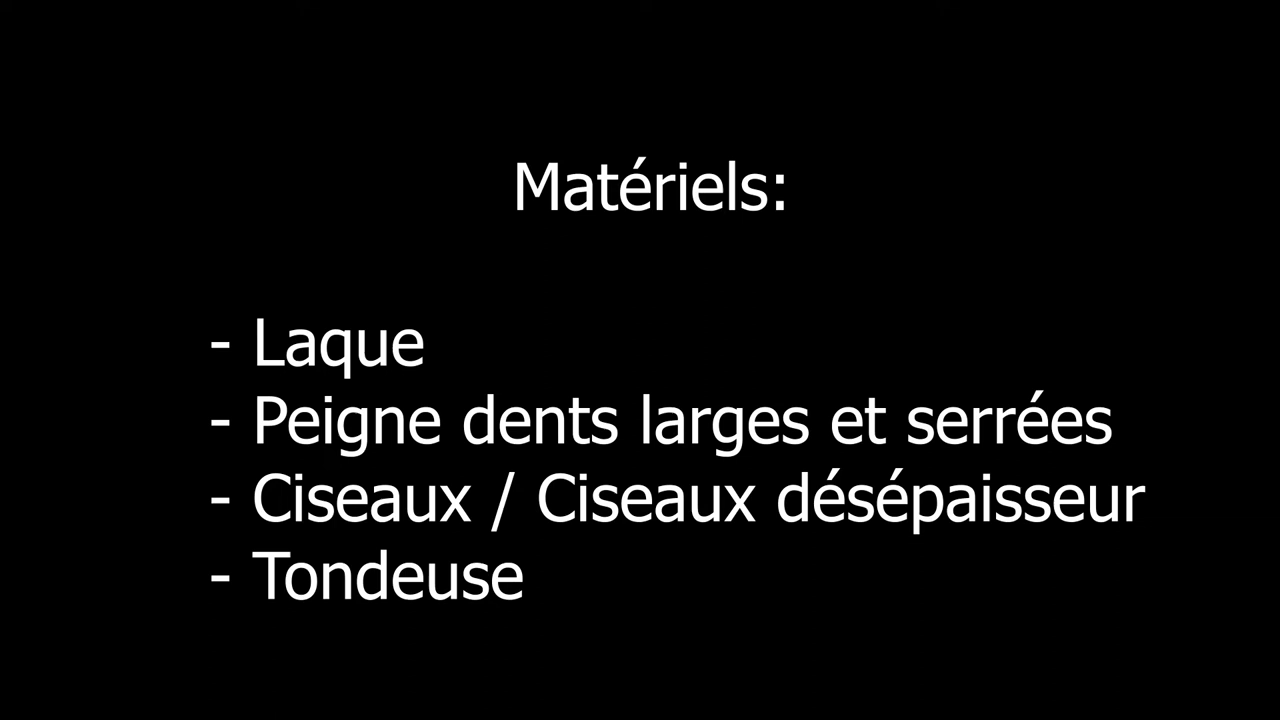 Matériels:
- Laque
- Peigne dents larges et serrées
- Ciseaux / Ciseaux désépaisseur
- Tondeuse